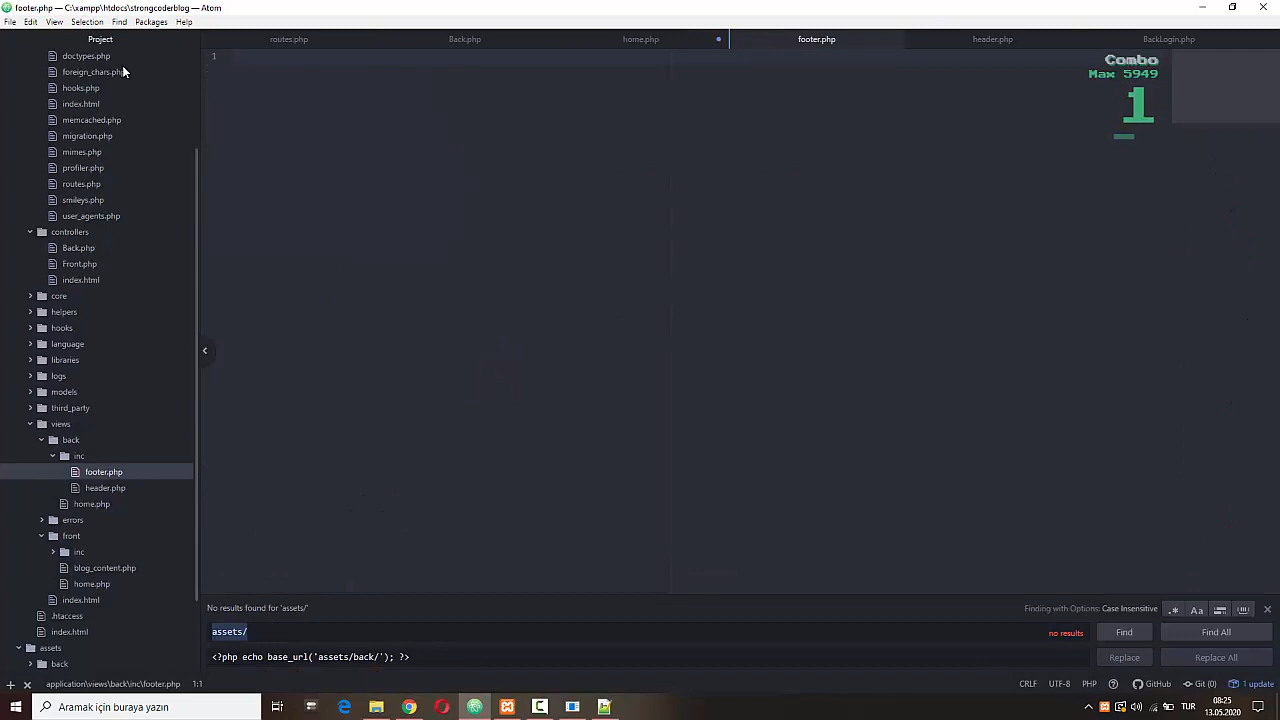 footer.php — C:\xampp\htdocs\strongcoderblog — Atom
File Edit View Selection Find Packages Help
Project
routes.php
Back.php
home.php
footer.php
header.php
BackLogin.php
doctypes.php
foreign_chars.php
hooks.php
index.html
memcached.php
migration.php
mimes.php
profiler.php
routes.php
smileys.php
user_agents.php
controllers
Back.php
Front.php
index.html
core
helpers
hooks
language
libraries
logs
models
third_party
views
back
inc
footer.php
header.php
home.php
errors
front
inc
blog_content.php
home.php
index.html
.htaccess
index.html
assets
back
1
Combo
Max 5949
1
No results found for 'assets/'
Finding with Options: Case Insensitive
.* Aa
assets/
no results
Find
Find All
<?php echo base_url('assets/back/'); ?>
Replace
Replace All
application\views\back\inc\footer.php 1:1
CRLF UTF-8 PHP GitHub Git (0) 1 update
Aramak için buraya yazın
TUR
08:25
13.05.2020